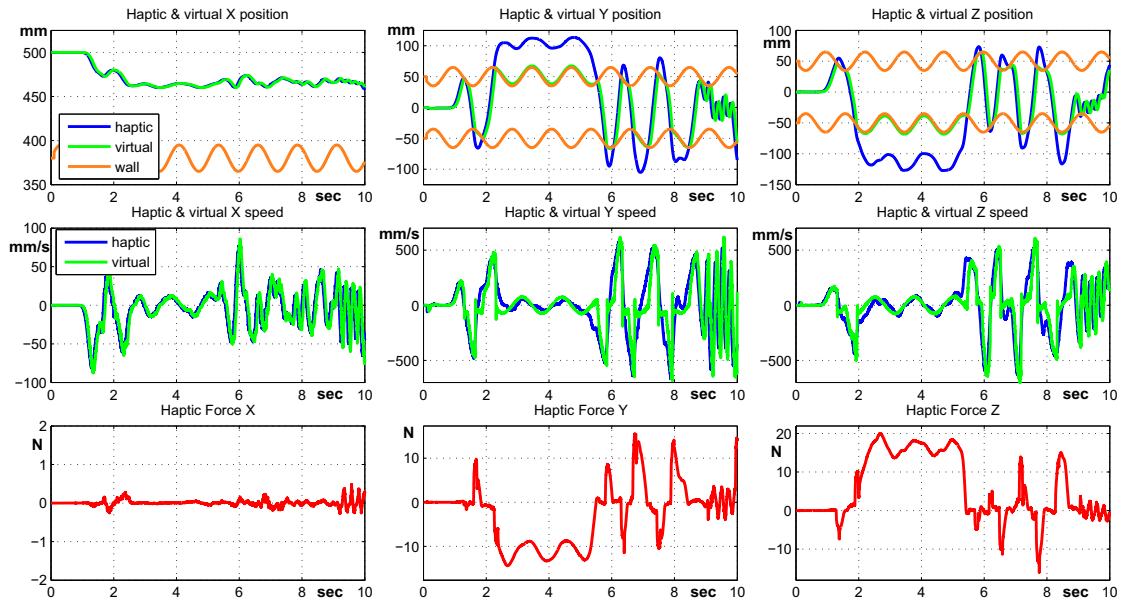 Haptic & virtual X position
Haptic & virtual Y position
Haptic & virtual Z position
mm
500
450
400
350
haptic
virtual
wall
0 2 4 6 8 10
sec
mm
100
50
0
−50
−100
0 2 4 6 8 10
sec
mm
100
50
0
−50
−100
−150
0 2 4 6 8 10
sec
Haptic & virtual X speed
Haptic & virtual Y speed
Haptic & virtual Z speed
mm/s
100
50
0
−50
−100
haptic
virtual
0 2 4 6 8 10
sec
mm/s
500
0
−500
0 2 4 6 8 10
sec
mm/s
500
0
−500
0 2 4 6 8 10
sec
Haptic Force X
Haptic Force Y
Haptic Force Z
N
2
1
0
−1
−2
0 2 4 6 8 10
sec
N
10
0
−10
0 2 4 6 8 10
sec
N
20
10
0
−10
0 2 4 6 8 10
sec